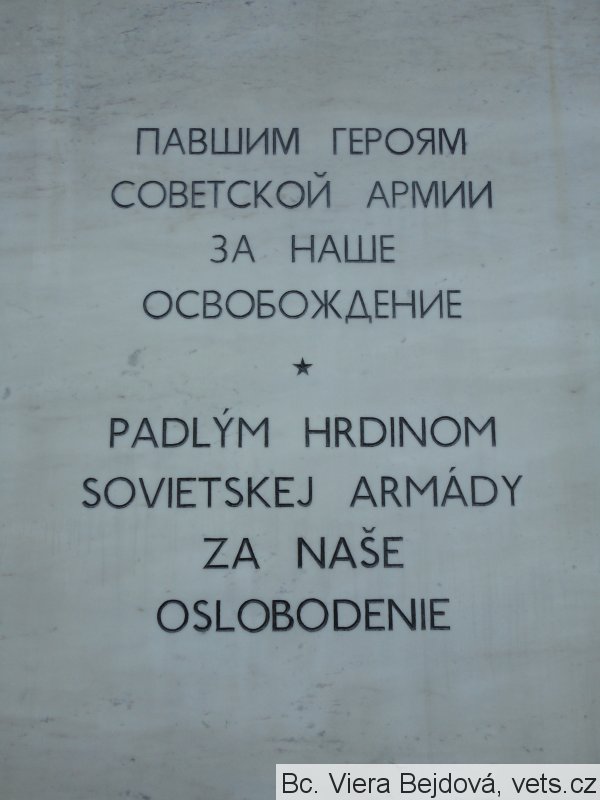 ПАВШИМ ГЕРОЯМ
СОВЕТСКОЙ АРМИИ
ЗА НАШЕ
ОСВОБОЖДЕНИЕ
★
PADLÝM HRDINOM
SOVIETSKEJ ARMÁDY
ZA NAŠE
OSLOBODENIE
Bc. Viera Bejdová, vets.cz